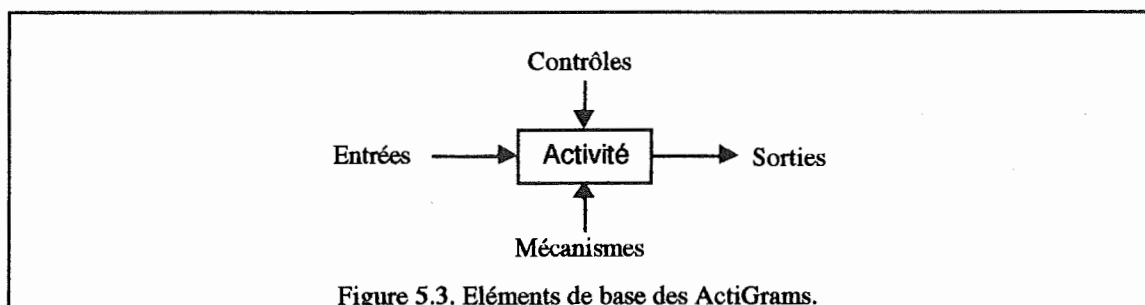 Contrôles
Entrées Activité Sorties
Mécanismes
Figure 5.3. Eléments de base des ActiGrams.